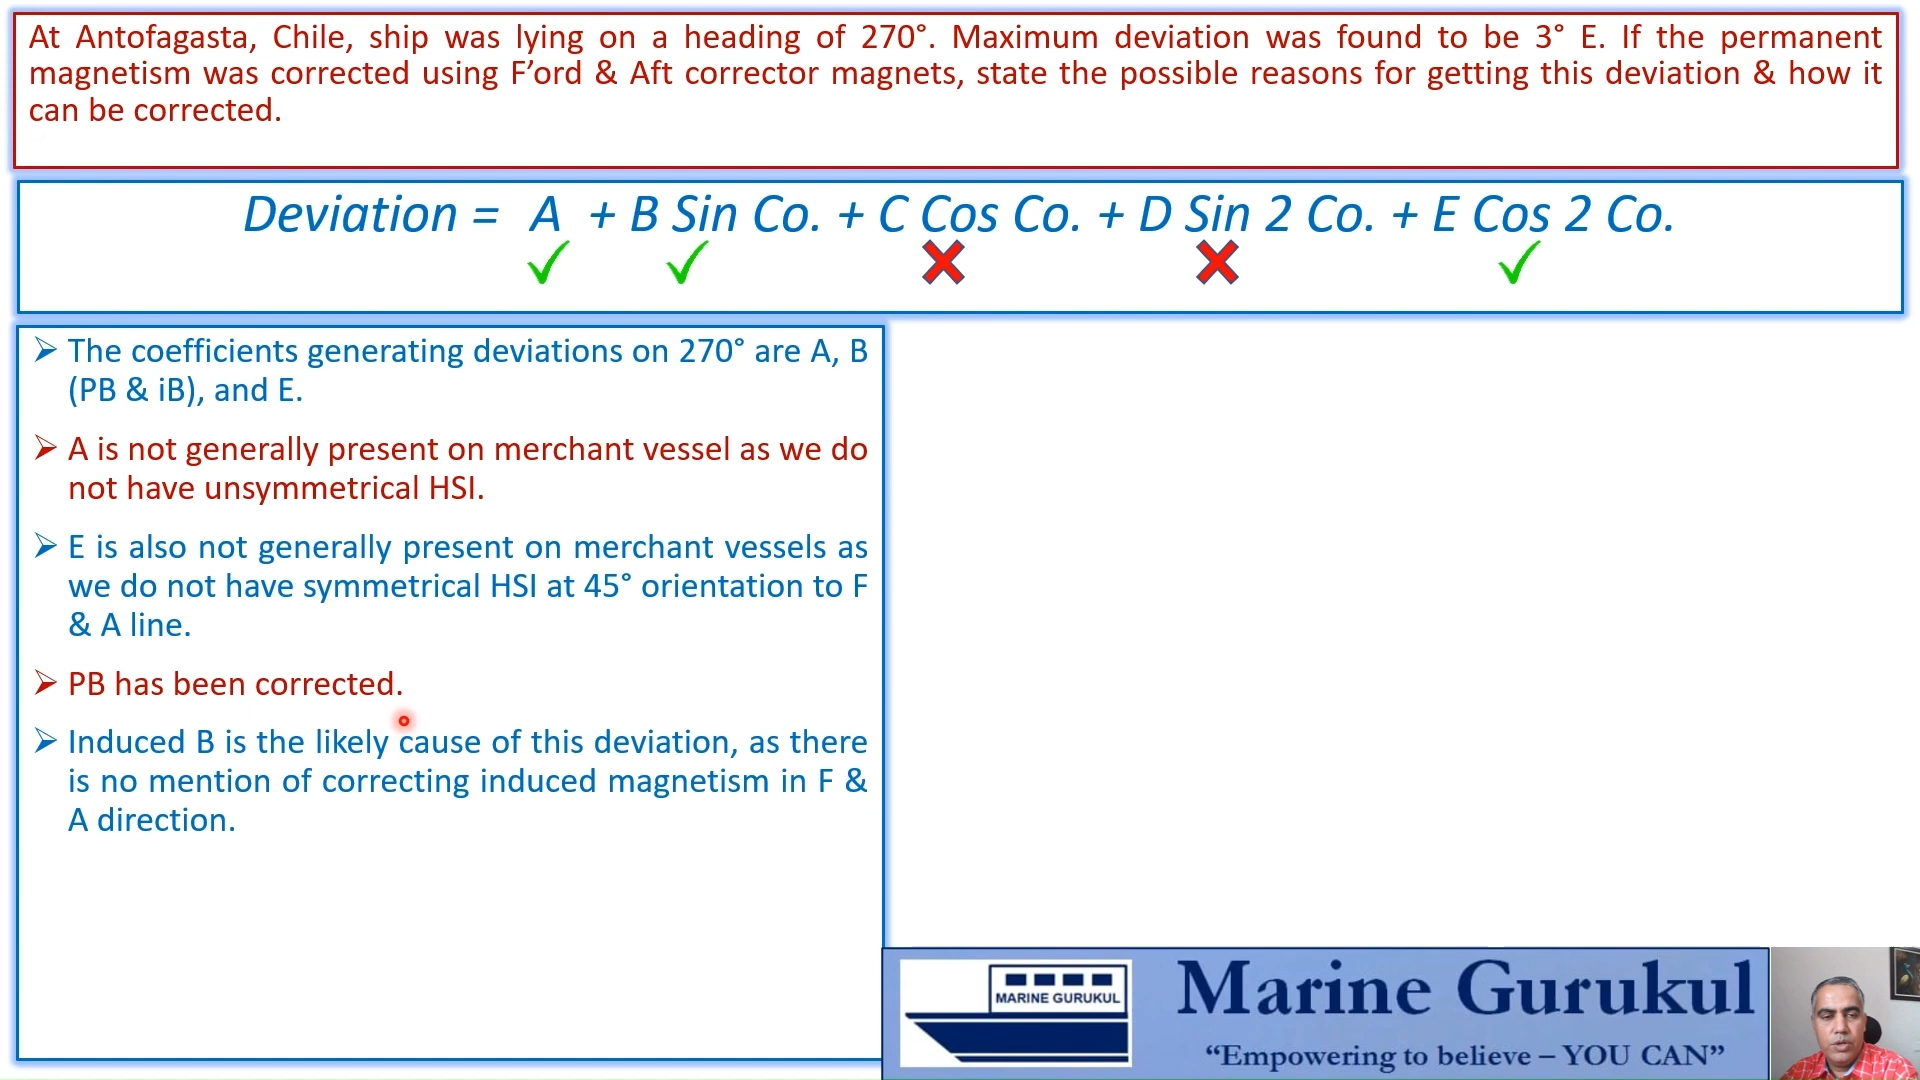 At Antofagasta, Chile, ship was lying on a heading of 270°. Maximum deviation was found to be 3° E. If the permanent
magnetism was corrected using F’ord & Aft corrector magnets, state the possible reasons for getting this deviation & how it
can be corrected.
Deviation = A + B Sin Co. + C Cos Co. + D Sin 2 Co. + E Cos 2 Co.
➢ The coefficients generating deviations on 270° are A, B
(PB & iB), and E.
➢ A is not generally present on merchant vessel as we do
not have unsymmetrical HSI.
➢ E is also not generally present on merchant vessels as
we do not have symmetrical HSI at 45° orientation to F
& A line.
➢ PB has been corrected.
➢ Induced B is the likely cause of this deviation, as there
is no mention of correcting induced magnetism in F &
A direction.
MARINE GURUKUL
Marine Gurukul
“Empowering to believe – YOU CAN”